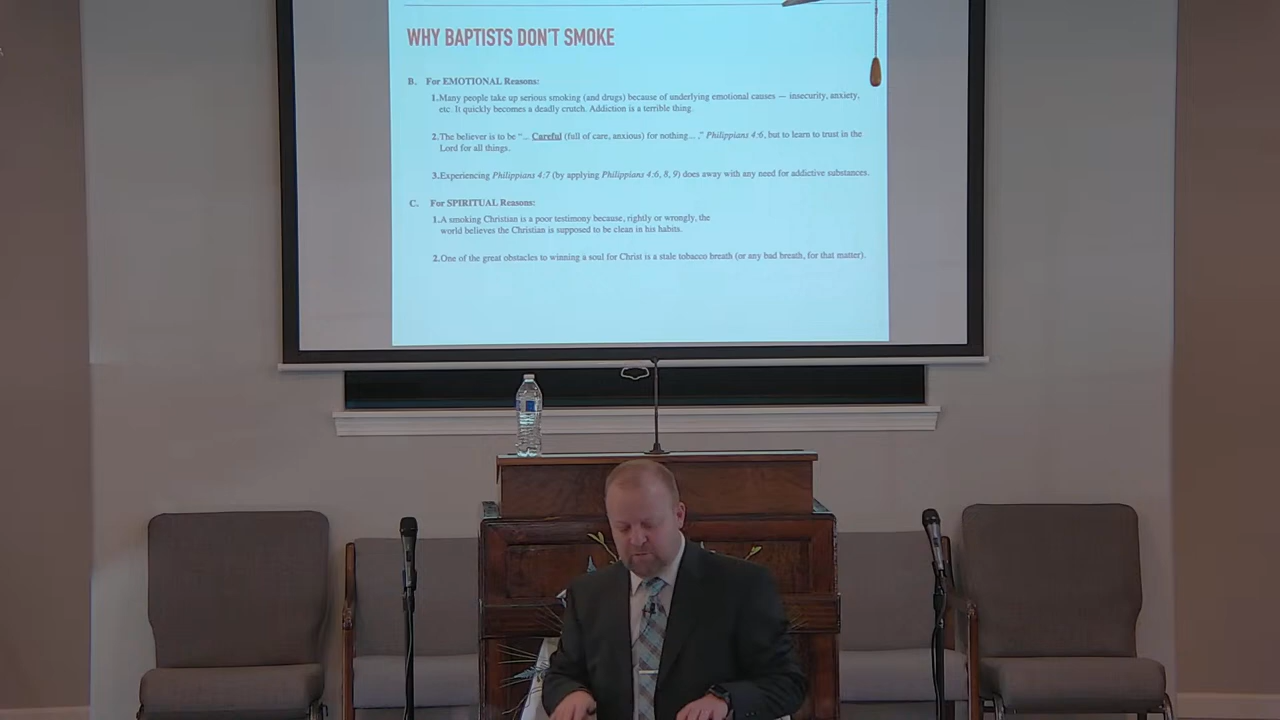 WHY BAPTISTS DON'T SMOKE
B. For EMOTIONAL Reasons:
1.Many people take up serious smoking (and drugs) because of underlying emotional causes — insecurity, anxiety,
etc. It quickly becomes a deadly crutch. Addiction is a terrible thing.
2.The believer is to be "... Careful (full of care, anxious) for nothing... ," Philippians 4:6, but to learn to trust in the
Lord for all things.
3.Experiencing Philippians 4:7 (by applying Philippians 4:6, 8, 9) does away with any need for addictive substances.
C. For SPIRITUAL Reasons:
1.A smoking Christian is a poor testimony because, rightly or wrongly, the
world believes the Christian is supposed to be clean in his habits.
2.One of the great obstacles to winning a soul for Christ is a stale tobacco breath (or any bad breath, for that matter).